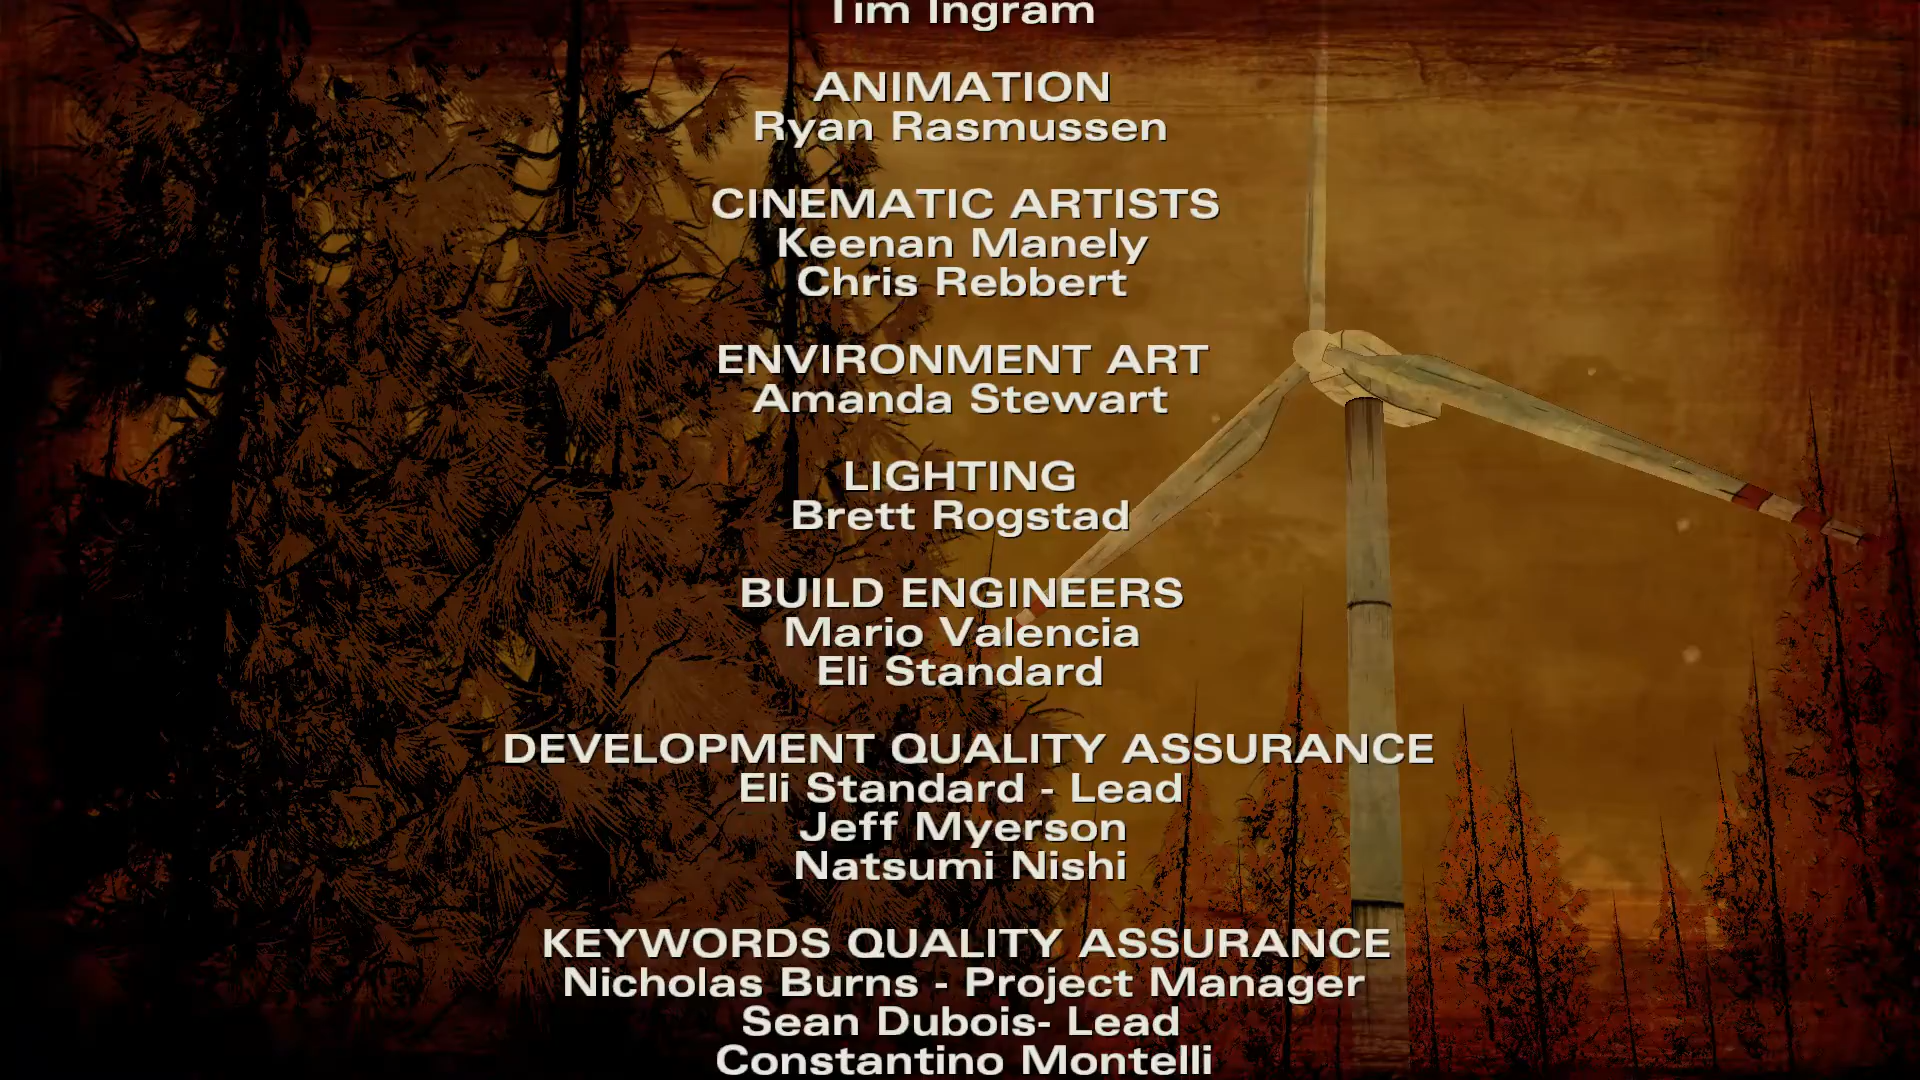 Tim Ingram
ANIMATION
Ryan Rasmussen
CINEMATIC ARTISTS
Keenan Manely
Chris Rebbert
ENVIRONMENT ART
Amanda Stewart
LIGHTING
Brett Rogstad
BUILD ENGINEERS
Mario Valencia
Eli Standard
DEVELOPMENT QUALITY ASSURANCE
Eli Standard - Lead
Jeff Myerson
Natsumi Nishi
KEYWORDS QUALITY ASSURANCE
Nicholas Burns - Project Manager
Sean Dubois- Lead
Constantino Montelli